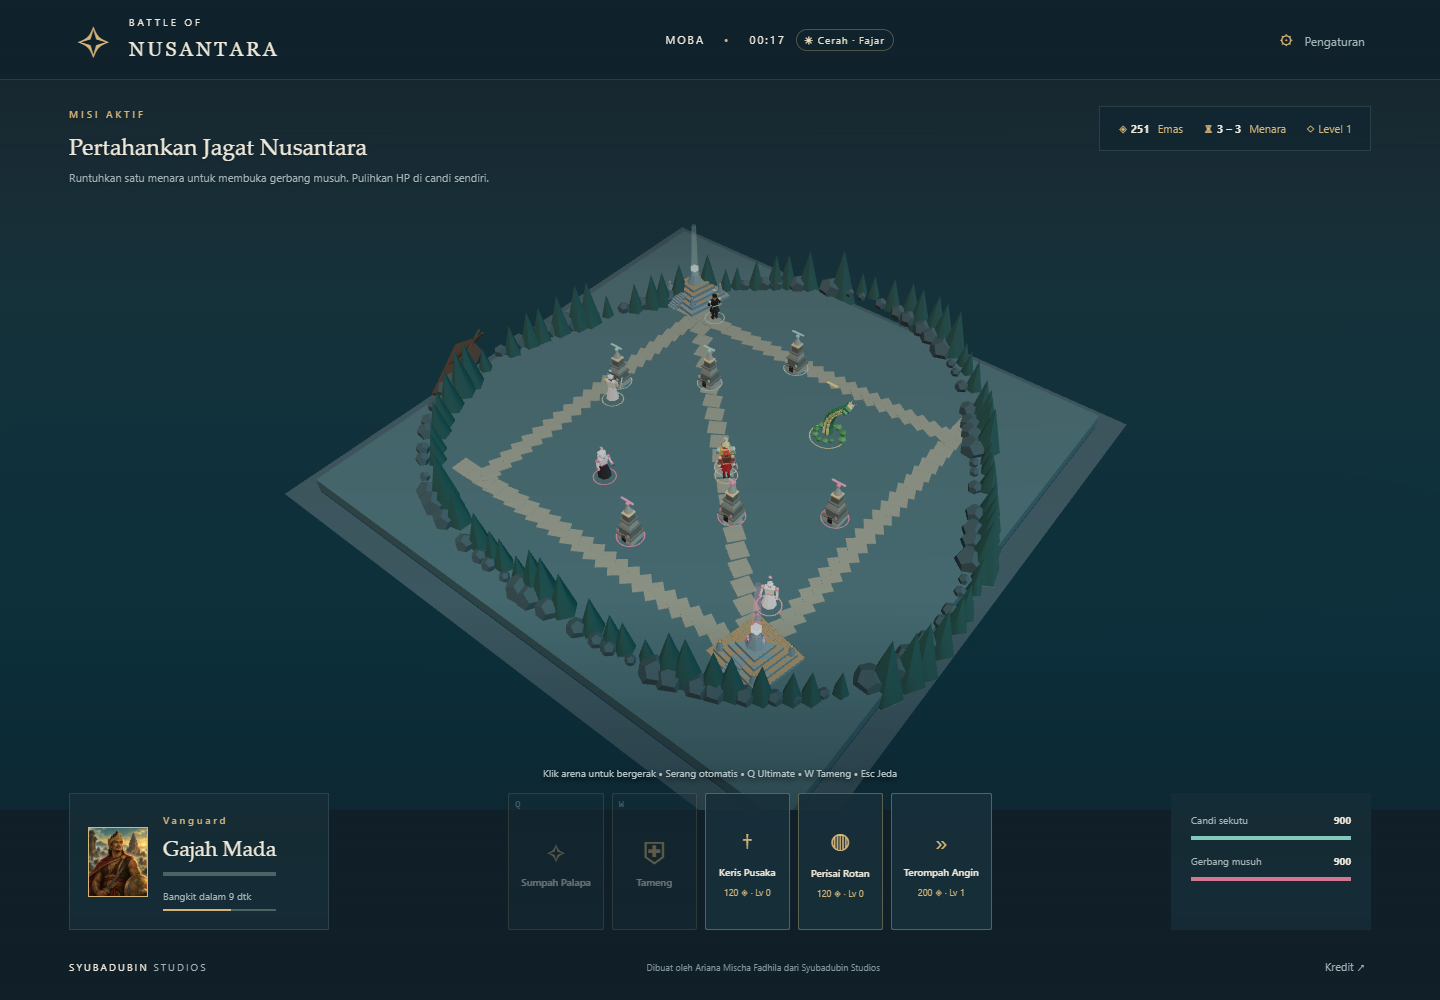 BATTLE OF
NUSANTARA
MOBA • 00:17 Cerah · Fajar
Pengaturan
MISI AKTIF
Pertahankan Jagat Nusantara
Runtuhkan satu menara untuk membuka gerbang musuh. Pulihkan HP di candi sendiri.
251 Emas 3 – 3 Menara Level 1
Klik arena untuk bergerak • Serang otomatis • Q Ultimate • W Tameng • Esc Jeda
Vanguard
Gajah Mada
Bangkit dalam 9 dtk
Q
Sumpah Palapa
W
Tameng
Keris Pusaka
120 ◈ · Lv 0
Perisai Rotan
120 ◈ · Lv 0
Terompah Angin
200 ◈ · Lv 1
Candi sekutu 900
Gerbang musuh 900
SYUBADUBIN STUDIOS
Dibuat oleh Ariana Mischa Fadhila dari Syubadubin Studios
Kredit ↗